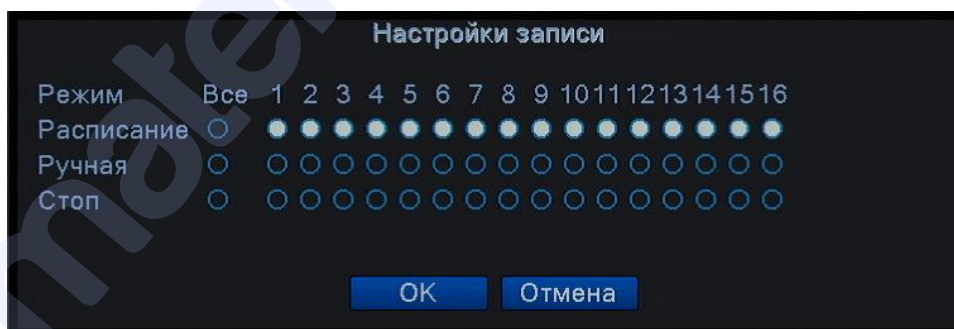 Настройки записи
Режим Все 1 2 3 4 5 6 7 8 9 10 11 12 13 14 15 16
Расписание
Ручная
Стоп
OK Отмена